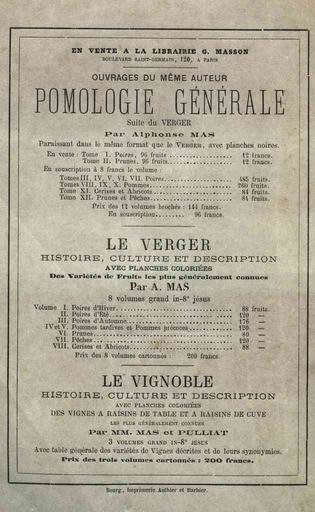 EN VENTE A LA LIBRAIRIE G. MASSON
BOULEVARD SAINT-GERMAIN, 120, A PARIS
OUVRAGES DU MÊME AUTEUR
POMOLOGIE GÉNÉRALE
Suite du VERGER
Par Alphonse MAS
Paraissant dans le même format que le VERGER, avec planches noires.
En vente : Tome I. Poires, 96 fruits .......... 12 francs.
Tome II. Prunes, 96 fruits .......... 12 francs.
En souscription à 8 francs le volume :
Tomes III, IV, V, VI, VII. Poires .......... 485 fruits.
Tomes VIII, IX, X. Pommes .......... 260 fruits.
Tome XI. Cerises et Abricots .......... 84 fruits.
Tome XII. Prunes et Pêches .......... 84 fruits.
Prix des 12 volumes brochés : 144 francs.
En souscription ....... 96 francs.
LE VERGER
HISTOIRE, CULTURE ET DESCRIPTION
AVEC PLANCHES COLORIÉES
Des Variétés de Fruits les plus généralement connues
Par A. MAS
8 volumes grand in-8° jésus
Volume I. Poires d'Hiver .......... 88 fruits.
II. Poires d'Été .......... 120 —
III. Poires d'Automne .......... 176 —
IV et V. Pommes tardives et Pommes précoces .......... 120 —
VI. Prunes .......... 80 —
VII. Pêches .......... 120 —
VIII. Cerises et Abricots .......... 88 —
Prix des 8 volumes cartonnés : 200 francs.
LE VIGNOBLE
HISTOIRE, CULTURE ET DESCRIPTION
AVEC PLANCHES COLORIÉES
DES VIGNES A RAISINS DE TABLE ET A RAISINS DE CUVE
LES PLUS GÉNÉRALEMENT CONNUES
Par MM. MAS et PULLIAT
3 VOLUMES GRAND IN-8° JÉSUS
Avec table générale des variétés de Vignes décrites et de leurs synonymies.
Prix des trois volumes cartonnés : 200 francs.
Bourg, Imprimerie Authier et Barbier.